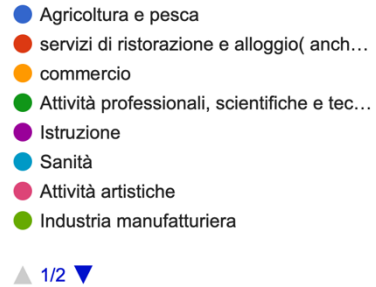 Agricoltura e pesca
servizi di ristorazione e alloggio( anch…
commercio
Attività professionali, scientifiche e tec…
Istruzione
Sanità
Attività artistiche
Industria manufatturiera
1/2